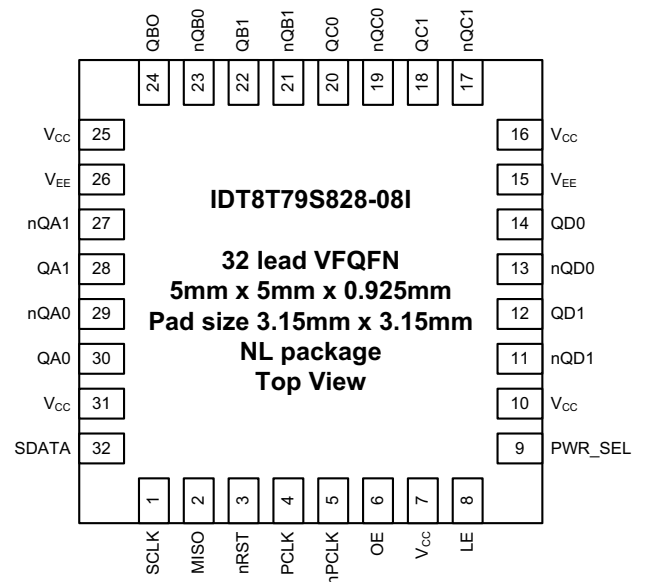 QBO nQB0 QB1 nQB1 QC0 nQC0 QC1 nQC1
24 23 22 21 20 19 18 17
VCC 25
VEE 26
nQA1 27
QA1 28
nQA0 29
QA0 30
VCC 31
SDATA 32
IDT8T79S828-08I
32 lead VFQFN
5mm x 5mm x 0.925mm
Pad size 3.15mm x 3.15mm
NL package
Top View
16 VCC
15 VEE
14 QD0
13 nQD0
12 QD1
11 nQD1
10 VCC
9 PWR_SEL
1 2 3 4 5 6 7 8
SCLK MISO nRST PCLK nPCLK OE VCC LE